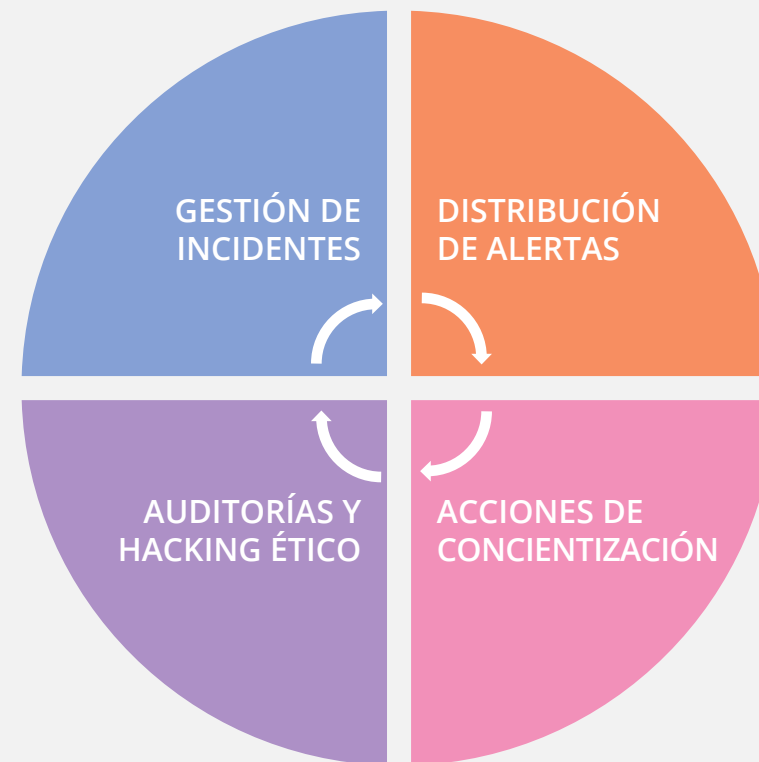 GESTIÓN DE
INCIDENTES
DISTRIBUCIÓN
DE ALERTAS
AUDITORÍAS Y
HACKING ÉTICO
ACCIONES DE
CONCIENTIZACIÓN